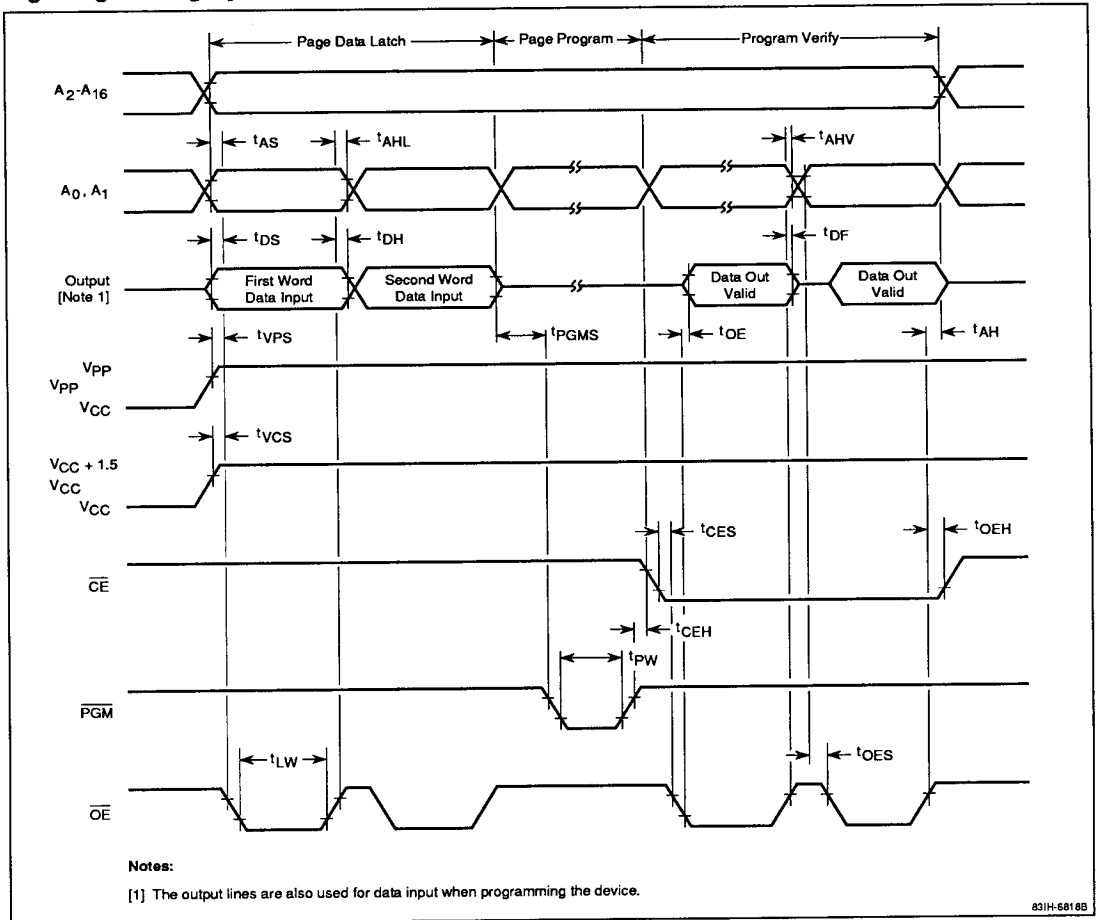 Page Data Latch Page Program Program Verify
A2-A16
tAS tAHL tAHV
A0, A1
tDS tDH tDF
Output
[Note 1]
First Word
Data Input
Second Word
Data Input
Data Out
Valid
Data Out
Valid
tVPS tPGMS tOE tAH
VPP
VPP
VCC
tVCS
VCC + 1.5
VCC
VCC
tCES tOEH
CE
tCEH
tPW
PGM
tLW tOES
OE
Notes:
[1] The output lines are also used for data input when programming the device.
83IH-6818B